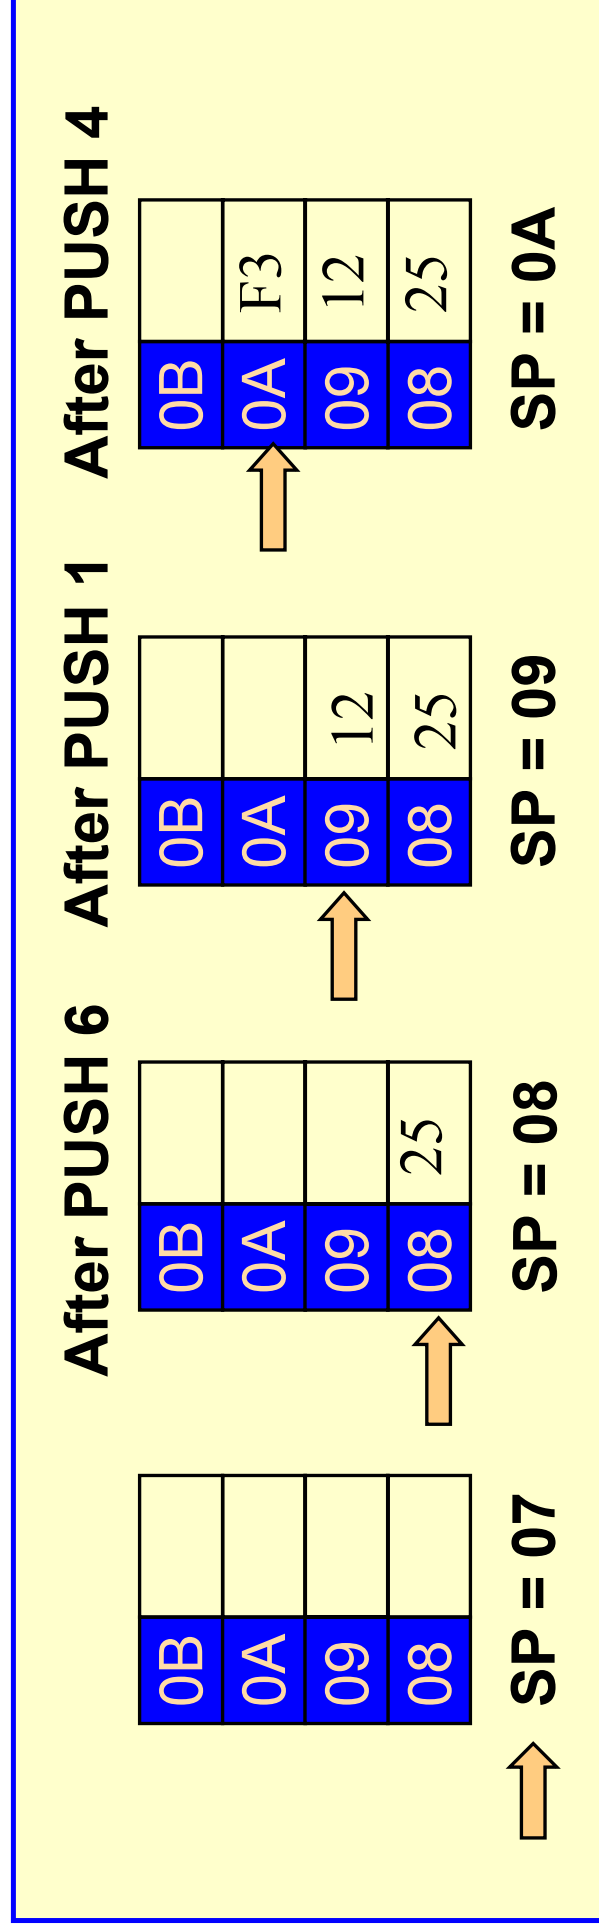 After PUSH 6 After PUSH 1 After PUSH 4
0B 0B 0B 0B
0A 0A 0A 0A F3
09 09 09 12 09 12
08 08 25 08 25 08 25
SP = 07 SP = 08 SP = 09 SP = 0A